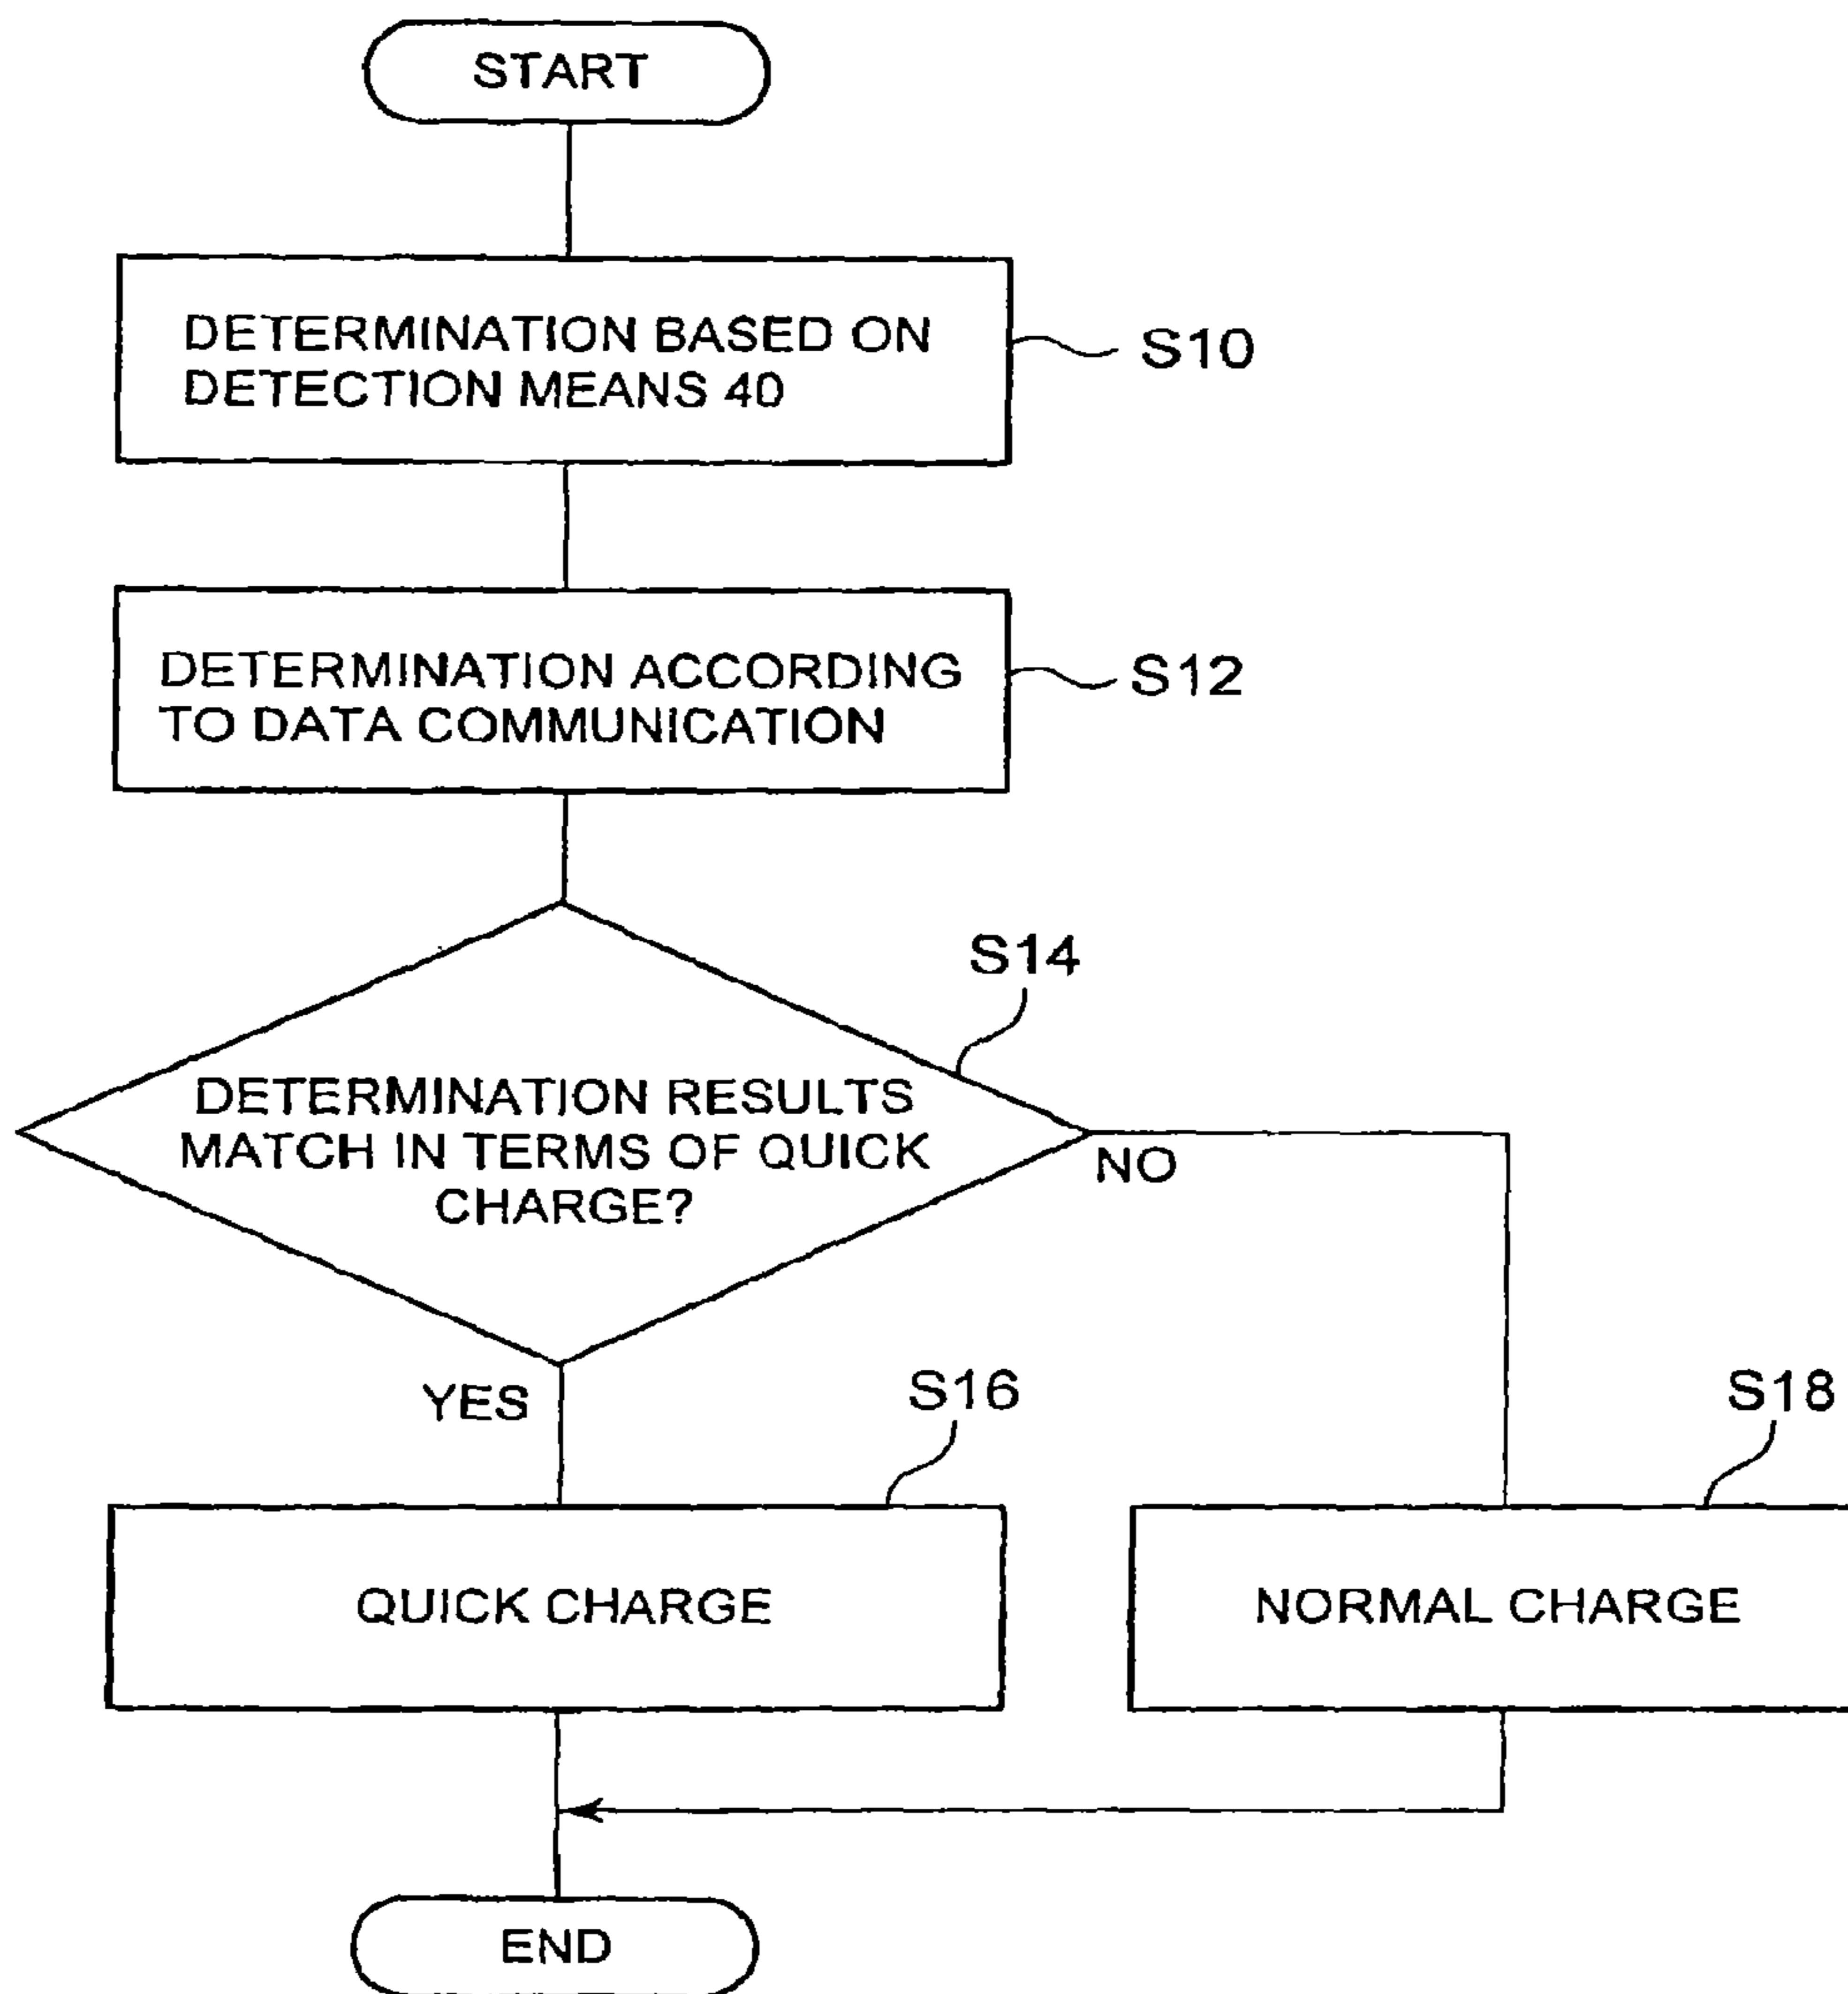 START
DETERMINATION BASED ON
DETECTION MEANS 40
S10
DETERMINATION ACCORDING
TO DATA COMMUNICATION
S12
S14
DETERMINATION RESULTS
MATCH IN TERMS OF QUICK
CHARGE?
NO
YES
S16
S18
QUICK CHARGE
NORMAL CHARGE
END